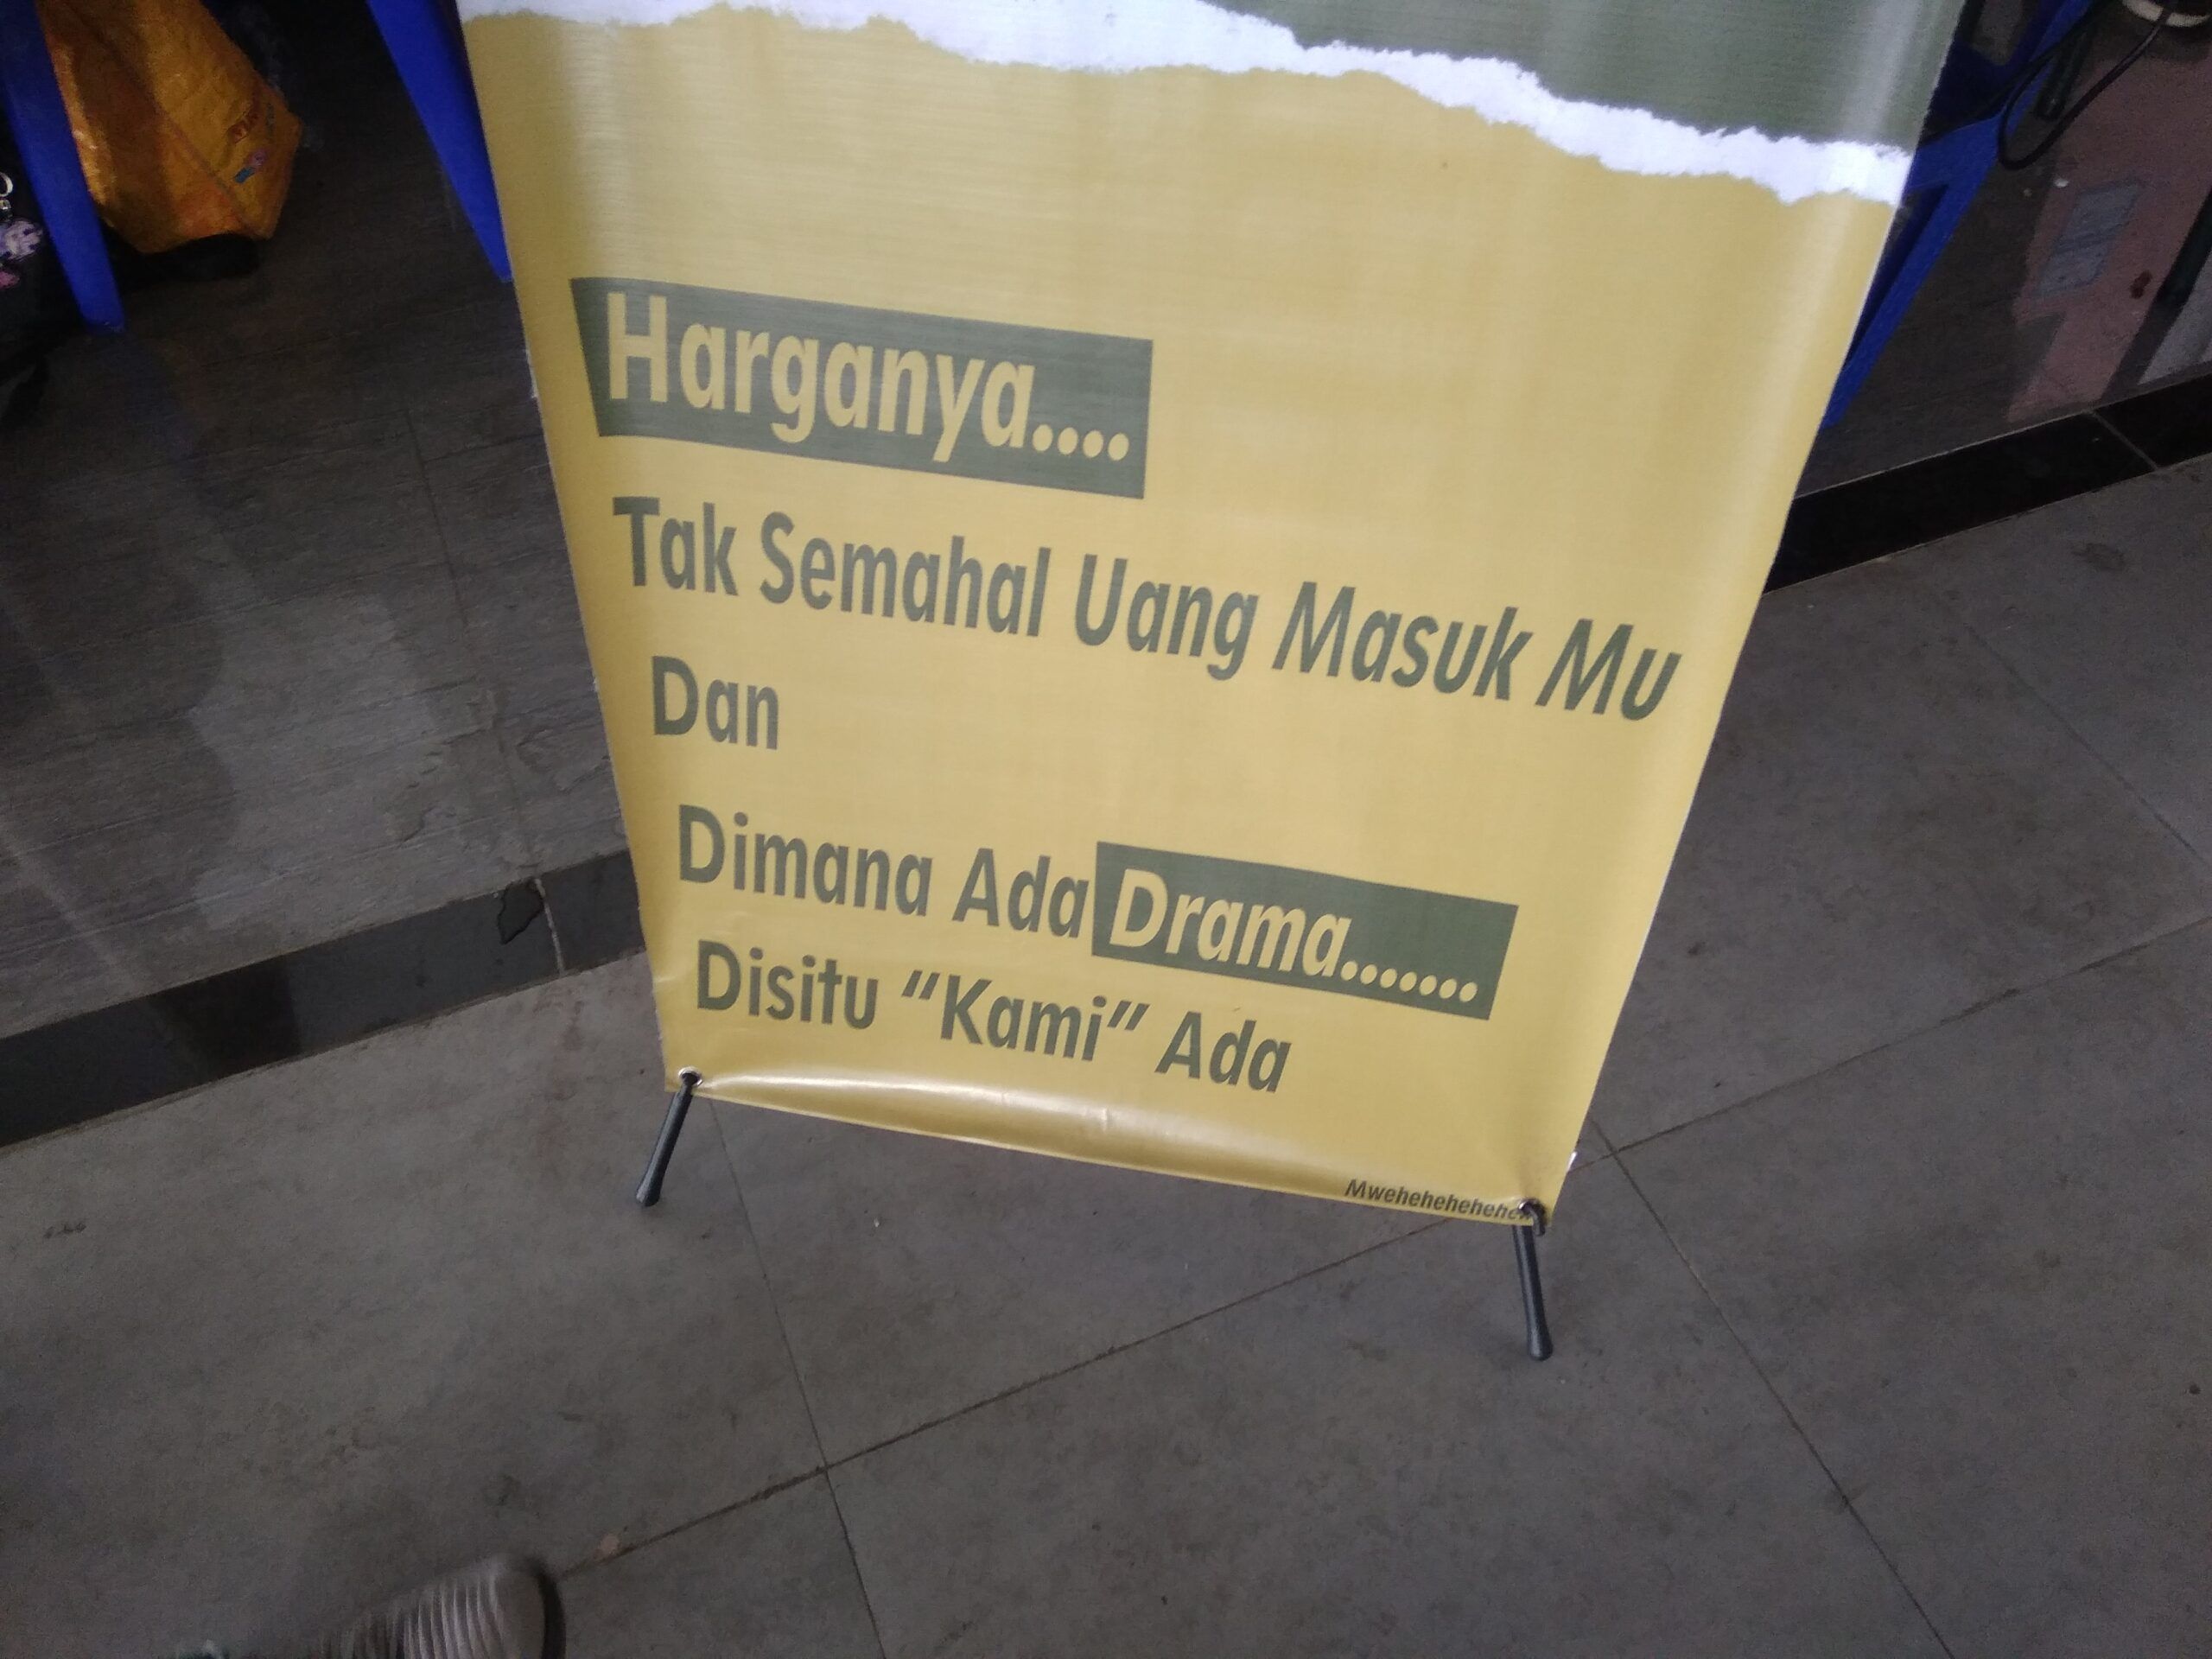 Harganya....
Tak Semahal Uang Masuk Mu
Dan
Dimana Ada Drama.......
Disitu "Kami" Ada